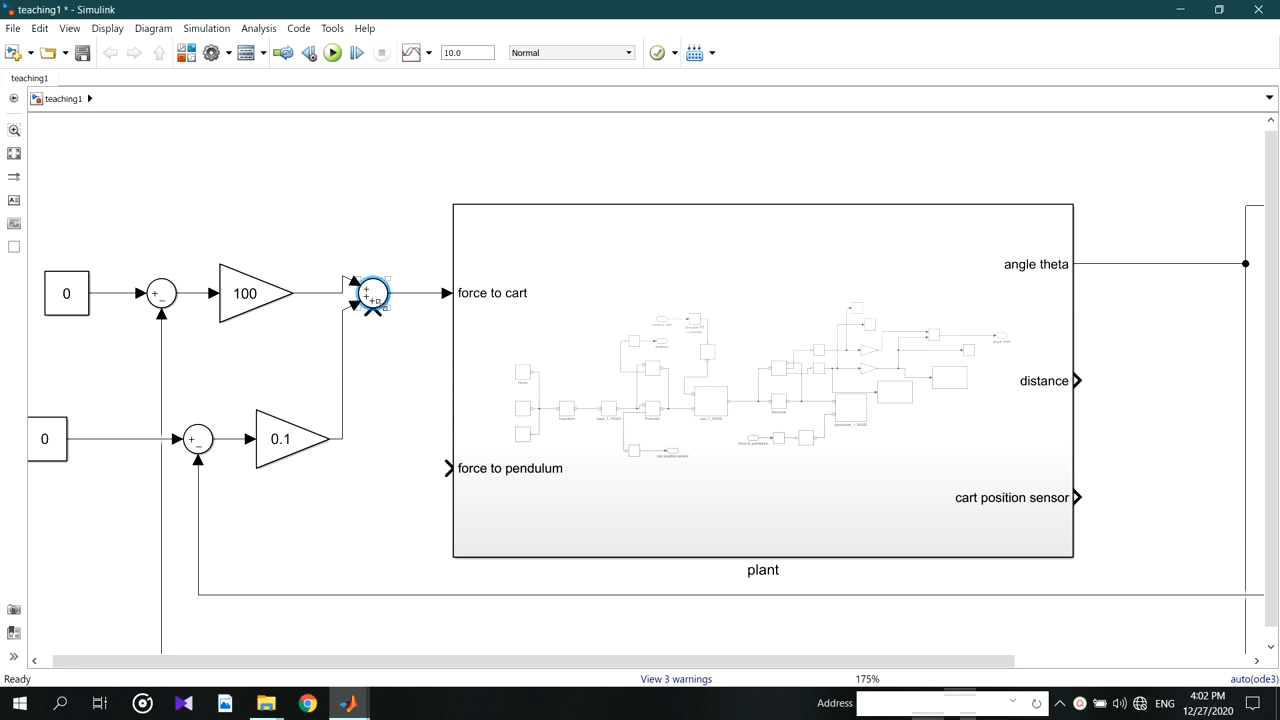 teaching1 * - Simulink
File Edit View Display Diagram Simulation Analysis Code Tools Help
10.0 Normal
teaching1
teaching1
angle theta
0 + _ 100 + + + force to cart
distance
0 + _ 0.1
force to pendulum
cart position sensor
plant
Ready View 3 warnings 175% auto(ode3)
Address ENG 4:02 PM
12/27/2020